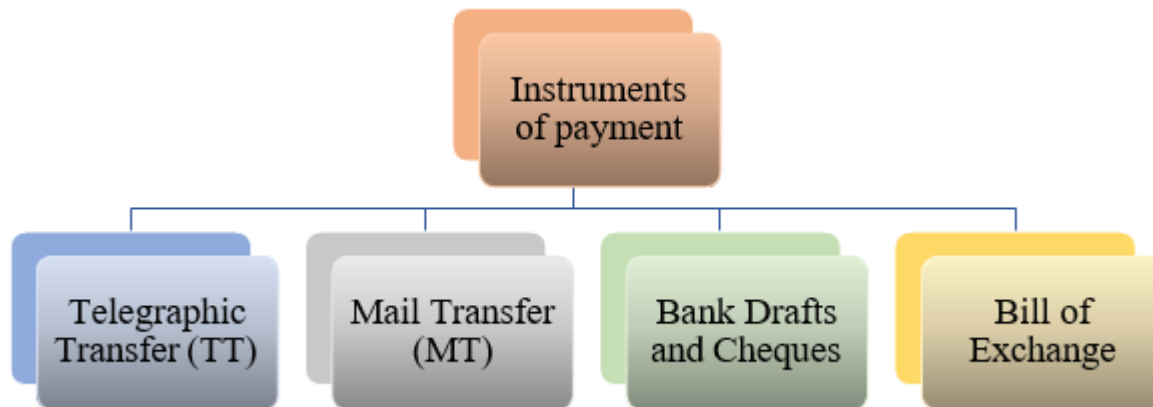 Instruments
of payment
Telegraphic
Transfer (TT)
Mail Transfer
(MT)
Bank Drafts
and Cheques
Bill of
Exchange